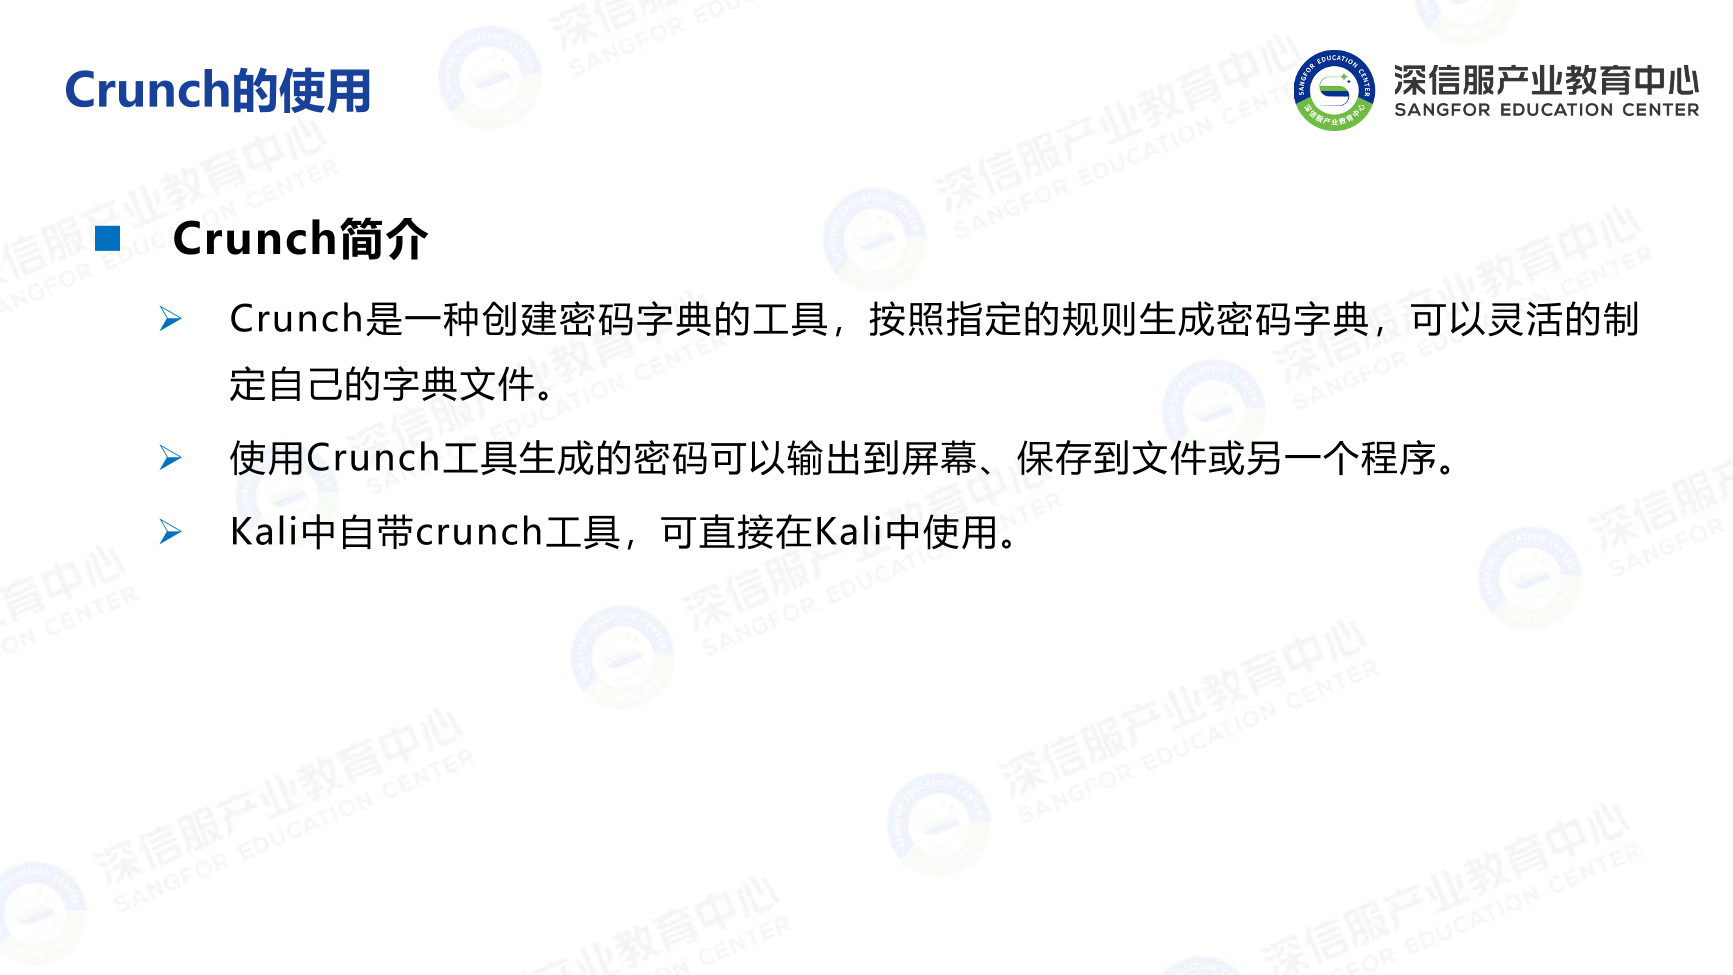 Crunch的使用
深信服产业教育中心
SANGFOR EDUCATION CENTER
Crunch简介
Crunch是一种创建密码字典的工具，按照指定的规则生成密码字典，可以灵活的制
定自己的字典文件。
使用Crunch工具生成的密码可以输出到屏幕、保存到文件或另一个程序。
Kali中自带crunch工具，可直接在Kali中使用。